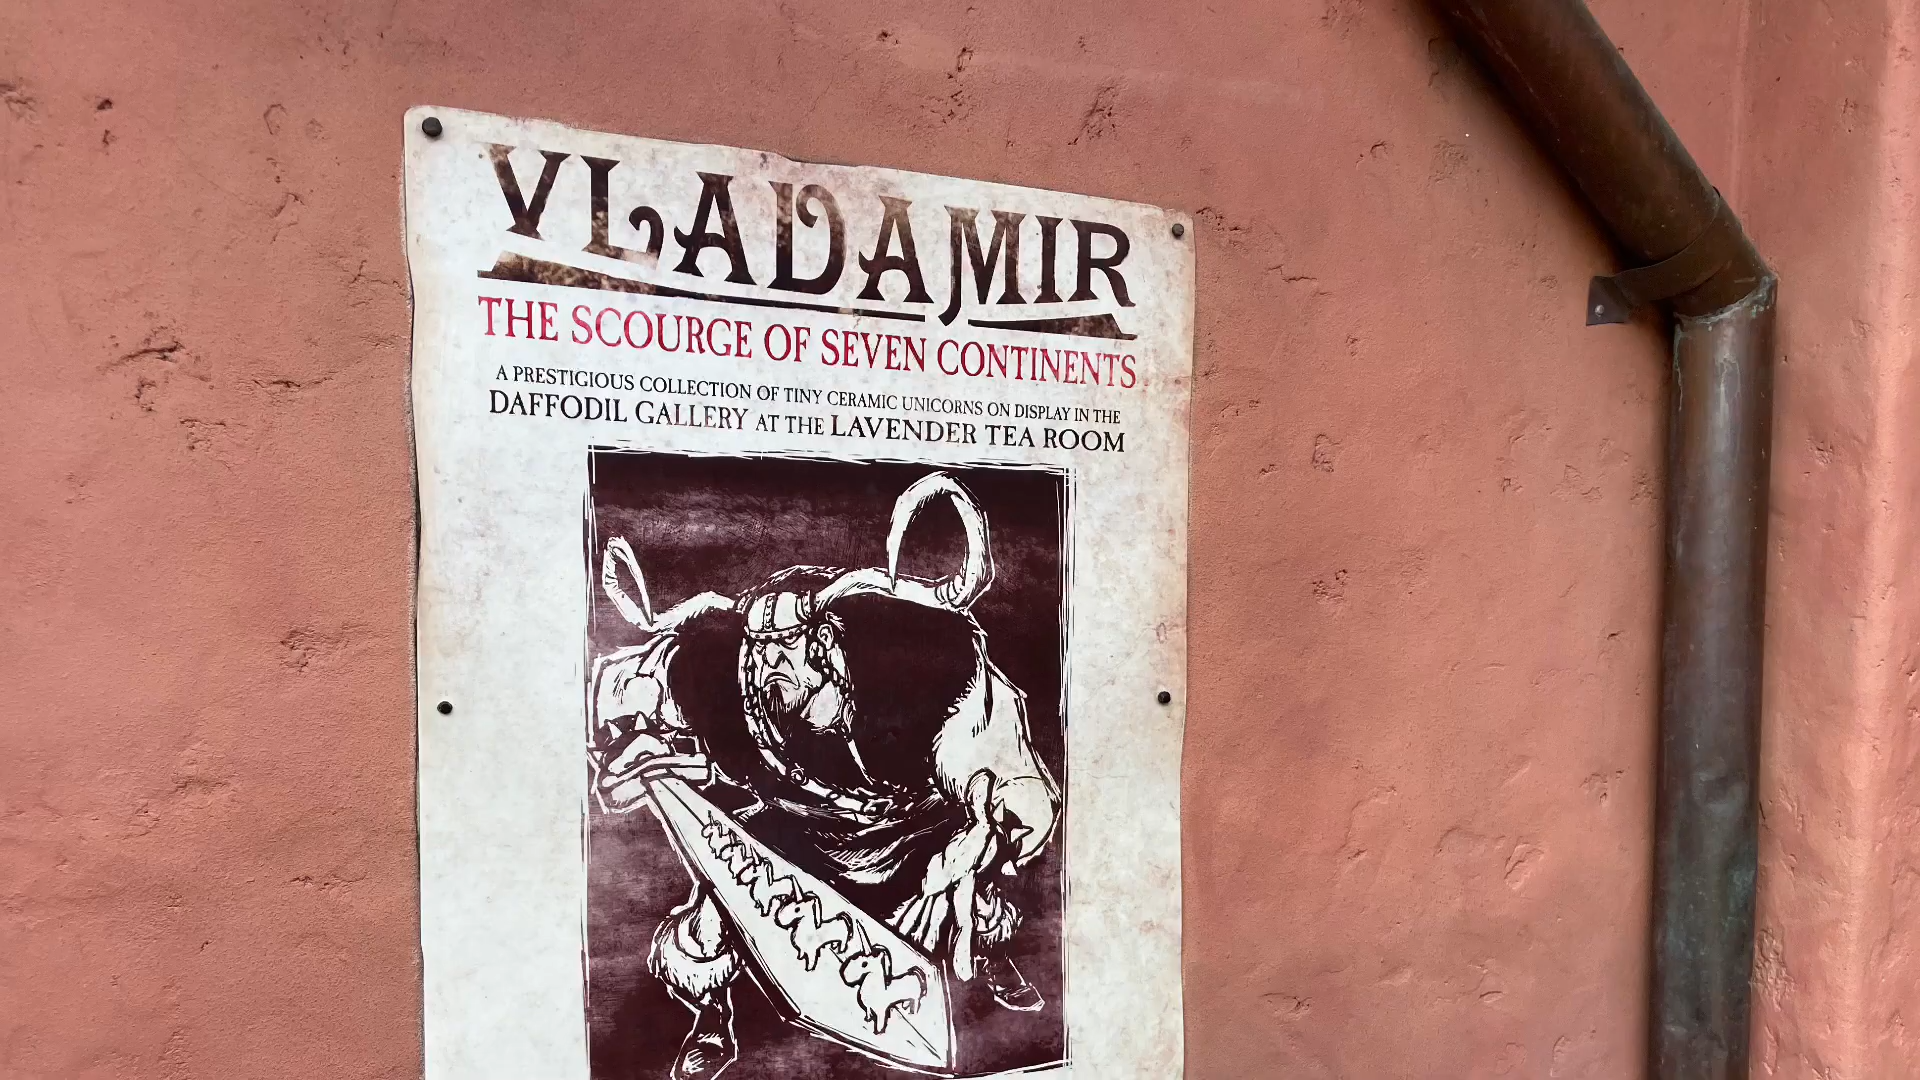 VLADAMIR
THE SCOURGE OF SEVEN CONTINENTS
A PRESTIGIOUS COLLECTION OF TINY CERAMIC UNICORNS ON DISPLAY IN THE
DAFFODIL GALLERY AT THE LAVENDER TEA ROOM